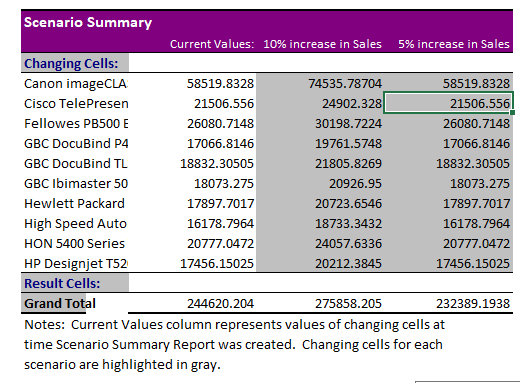 Scenario Summary
Current Values: 10% increase in Sales 5% increase in Sales
Changing Cells:
Canon imageCLA 58519.8328 74535.78704 58519.8328
Cisco TelePresen 21506.556 24902.328 21506.556
Fellowes PB500 E 26080.7148 30198.7224 26080.7148
GBC DocuBind P4 17066.8146 19761.5748 17066.8146
GBC DocuBind TL 18832.30505 21805.8269 18832.30505
GBC Ibimaster 50 18073.275 20926.95 18073.275
Hewlett Packard 17897.7017 20723.6546 17897.7017
High Speed Auto 16178.7964 18733.3432 16178.7964
HON 5400 Series 20777.0472 24057.6336 20777.0472
HP Designjet T52 17456.15025 20212.3845 17456.15025
Result Cells:
Grand Total 244620.204 275858.205 232389.1938
Notes: Current Values column represents values of changing cells at
time Scenario Summary Report was created. Changing cells for each
scenario are highlighted in gray.